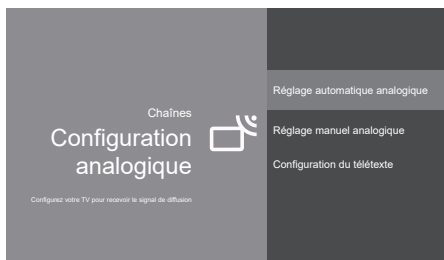 Chaînes
Configuration
analogique
Configurez votre TV pour recevoir le signal de diffusion
Réglage automatique analogique
Réglage manuel analogique
Configuration du télétexte